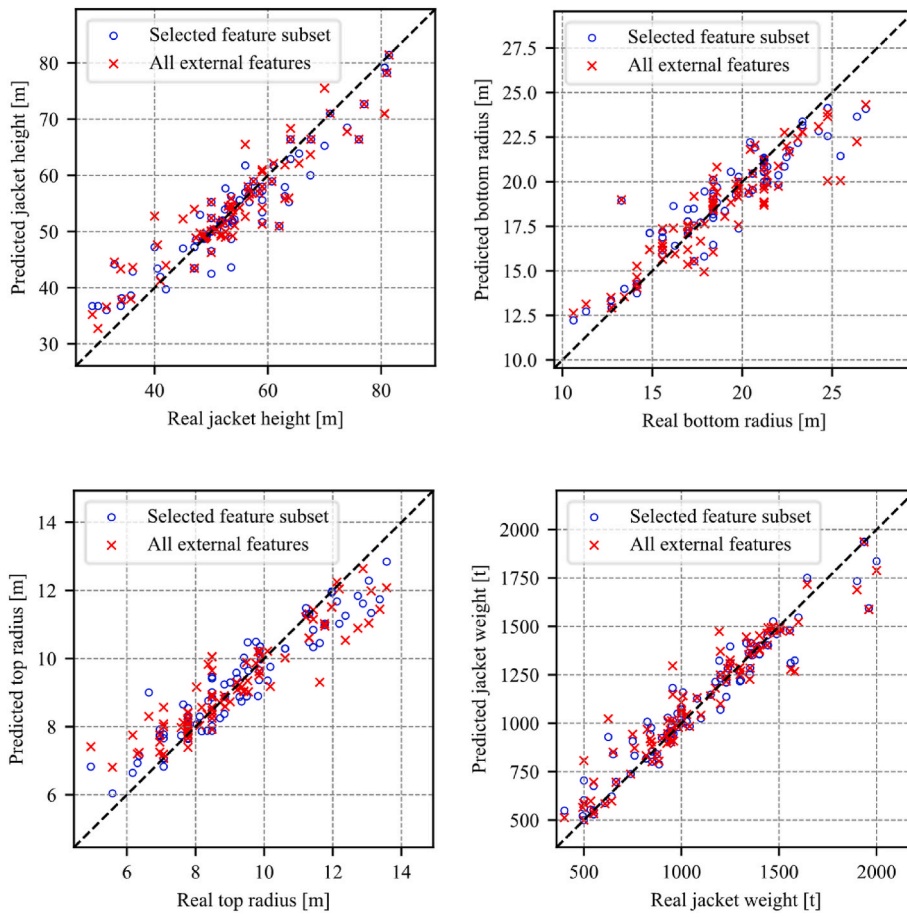 Selected feature subset
All external features
80
70
60
50
40
30
40
60
80
Predicted jacket height [m]
Real jacket height [m]
Selected feature subset
All external features
27.5
25.0
22.5
20.0
17.5
15.0
12.5
10.0
10
15
20
25
Predicted bottom radius [m]
Real bottom radius [m]
Selected feature subset
All external features
14
12
10
8
6
6
8
10
12
14
Predicted top radius [m]
Real top radius [m]
Selected feature subset
All external features
2000
1750
1500
1250
1000
750
500
500
1000
1500
2000
Predicted jacket weight [t]
Real jacket weight [t]